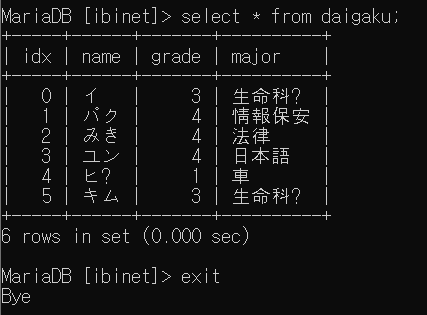 MariaDB [ibinet]> select * from daigaku;
+------+------+-------+----------+
| idx | name | grade | major |
+------+------+-------+----------+
| 0 | イ | 3 | 生命科? |
| 1 | パク | 4 | 情報保安 |
| 2 | みき | 4 | 法律 |
| 3 | ユン | 4 | 日本語 |
| 4 | ヒ? | 1 | 車 |
| 5 | キム | 3 | 生命科? |
+------+------+-------+----------+
6 rows in set (0.000 sec)
MariaDB [ibinet]> exit
Bye